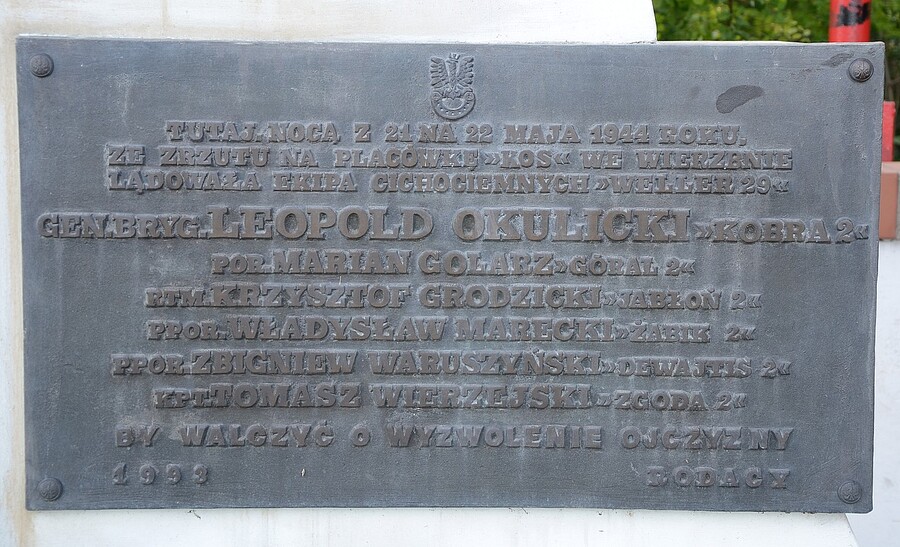 TUTAJ, NOCĄ Z 21 NA 22 MAJA 1944 ROKU,
ZE ZRZUTU NA PLACÓWKĘ »KOS« WE WIERZBNIE
LĄDOWAŁA EKIPA CICHOCIEMNYCH »WELLER 29«
GEN. BRYG. LEOPOLD OKULICKI »KOBRA 2«
POR. MARIAN GOLARZ »GÓRAL 2«
RTM. KRZYSZTOF GRODZICKI »JABŁOŃ 2«
PPOR. WŁADYSŁAW MARECKI »ŻABIK 2«
PPOR. ZBIGNIEW WARUSZYŃSKI »DEWAJTIS 2«
KPT. TOMASZ WIERZEJSKI »ZGODA 2«
BY WALCZYĆ O WYZWOLENIE OJCZYZNY
1993 RODACY